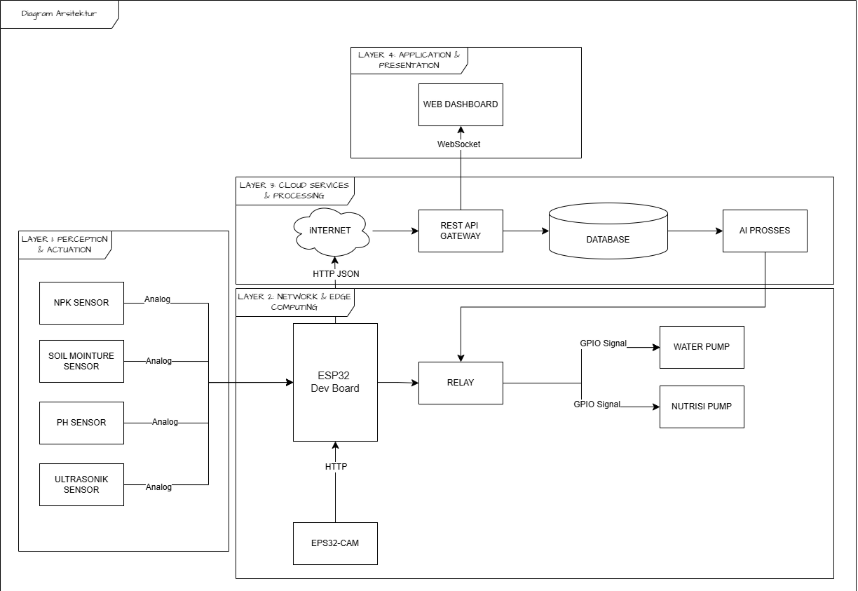 Diagram Arsitektur
LAYER 4: APPLICATION &
PRESENTATION
WEB DASHBOARD
WebSocket
LAYER 3: CLOUD SERVICES
& PROCESSING
iNTERNET
REST API
GATEWAY
DATABASE
AI PROSSES
HTTP JSON
LAYER 1: PERCEPTION
& ACTUATION
NPK SENSOR
Analog
SOIL MOINTURE
SENSOR
Analog
PH SENSOR
Analog
ULTRASONIK
SENSOR
Analog
LAYER 2: NETWORK & EDGE
COMPUTING
ESP32
Dev Board
RELAY
GPIO Signal
WATER PUMP
GPIO Signal
NUTRISI PUMP
HTTP
EPS32-CAM